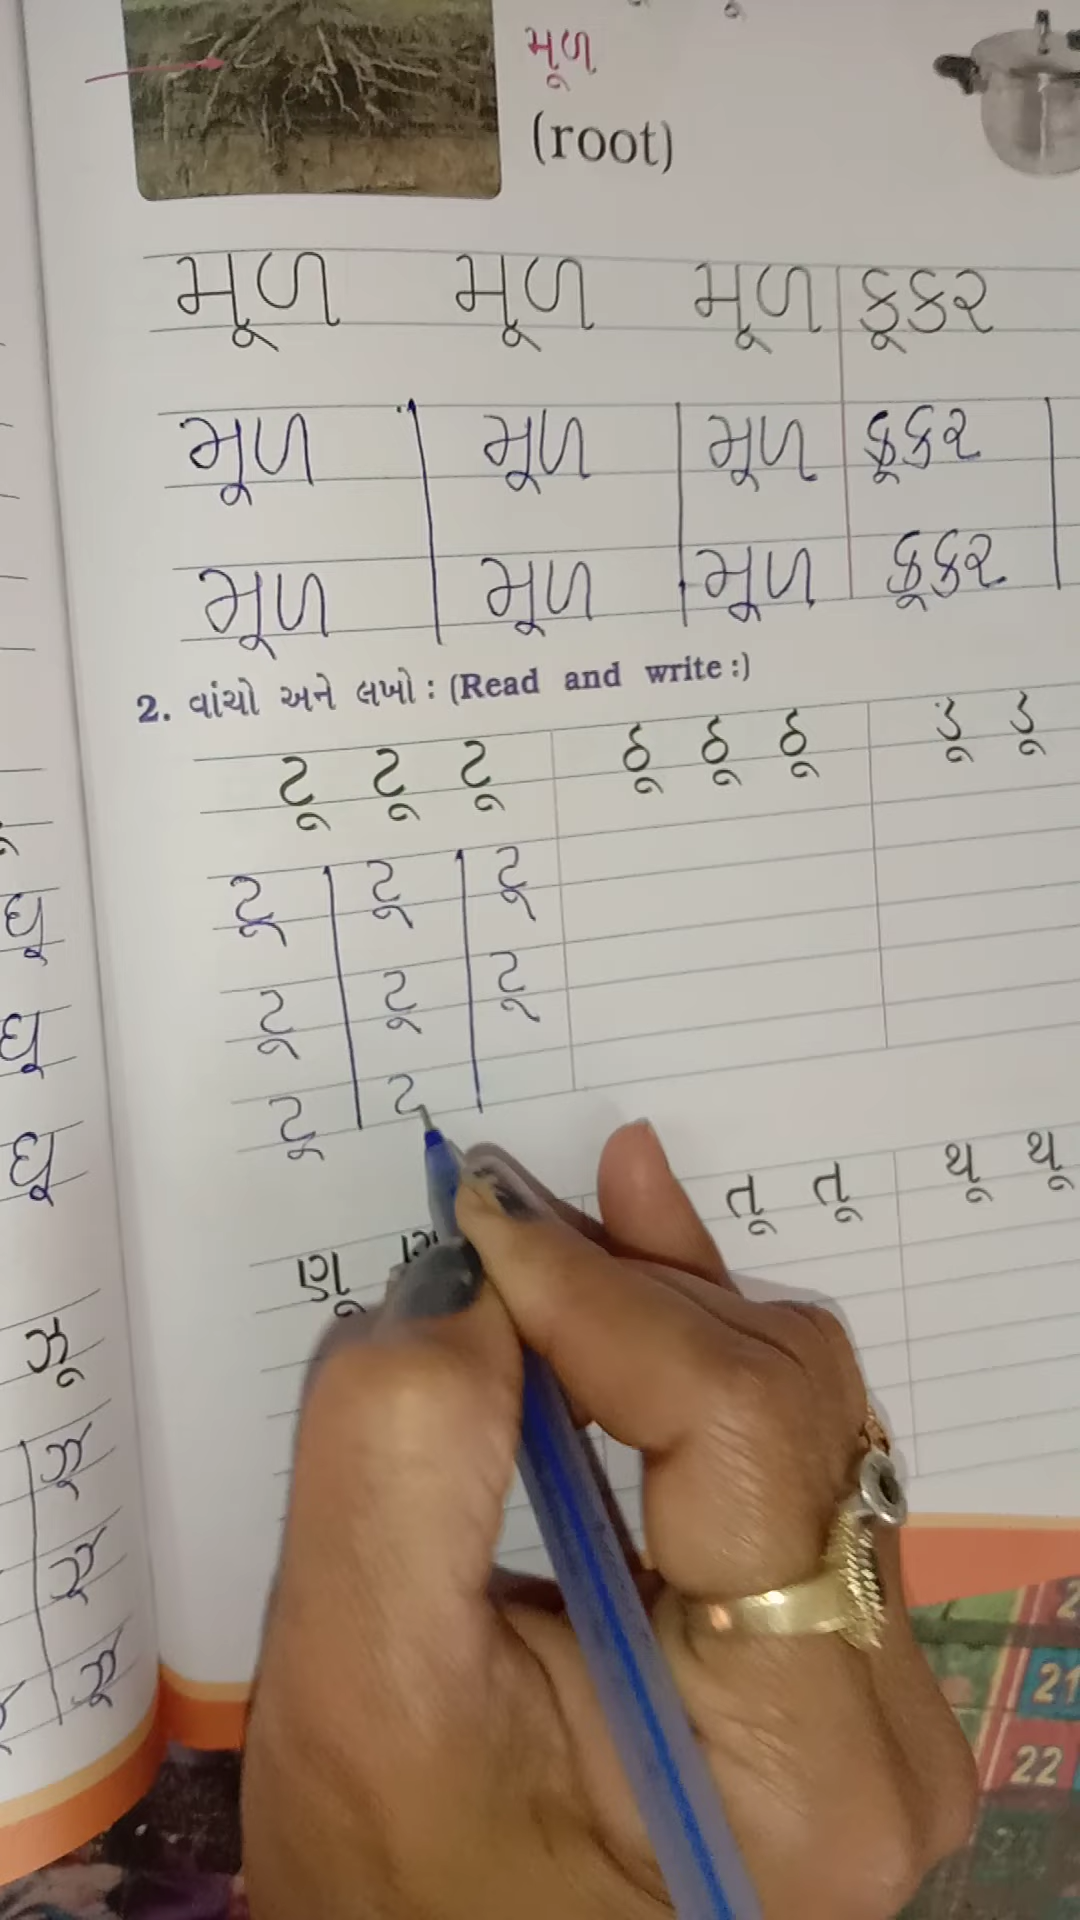 મૂળ
(root)
મૂળ મૂળ મૂળ કૂકર
મૂળ મૂળ મૂળ કૂકર
મૂળ મૂળ મૂળ કૂકર
2. વાંચો અને લખો : (Read and write :)
ટૂ ટૂ ટૂ ઠૂ ઠૂ ઠૂ ડૂ ડૂ
ટૂ ટૂ ટૂ
ટૂ ટૂ ટૂ
ટૂ ટ
ણૂ તૂ તૂ થૂ થૂ
ઘૂ
ઘૂ
ઘૂ
ઝૂ
ઝૂ
ઝૂ
ઝૂ
21
22